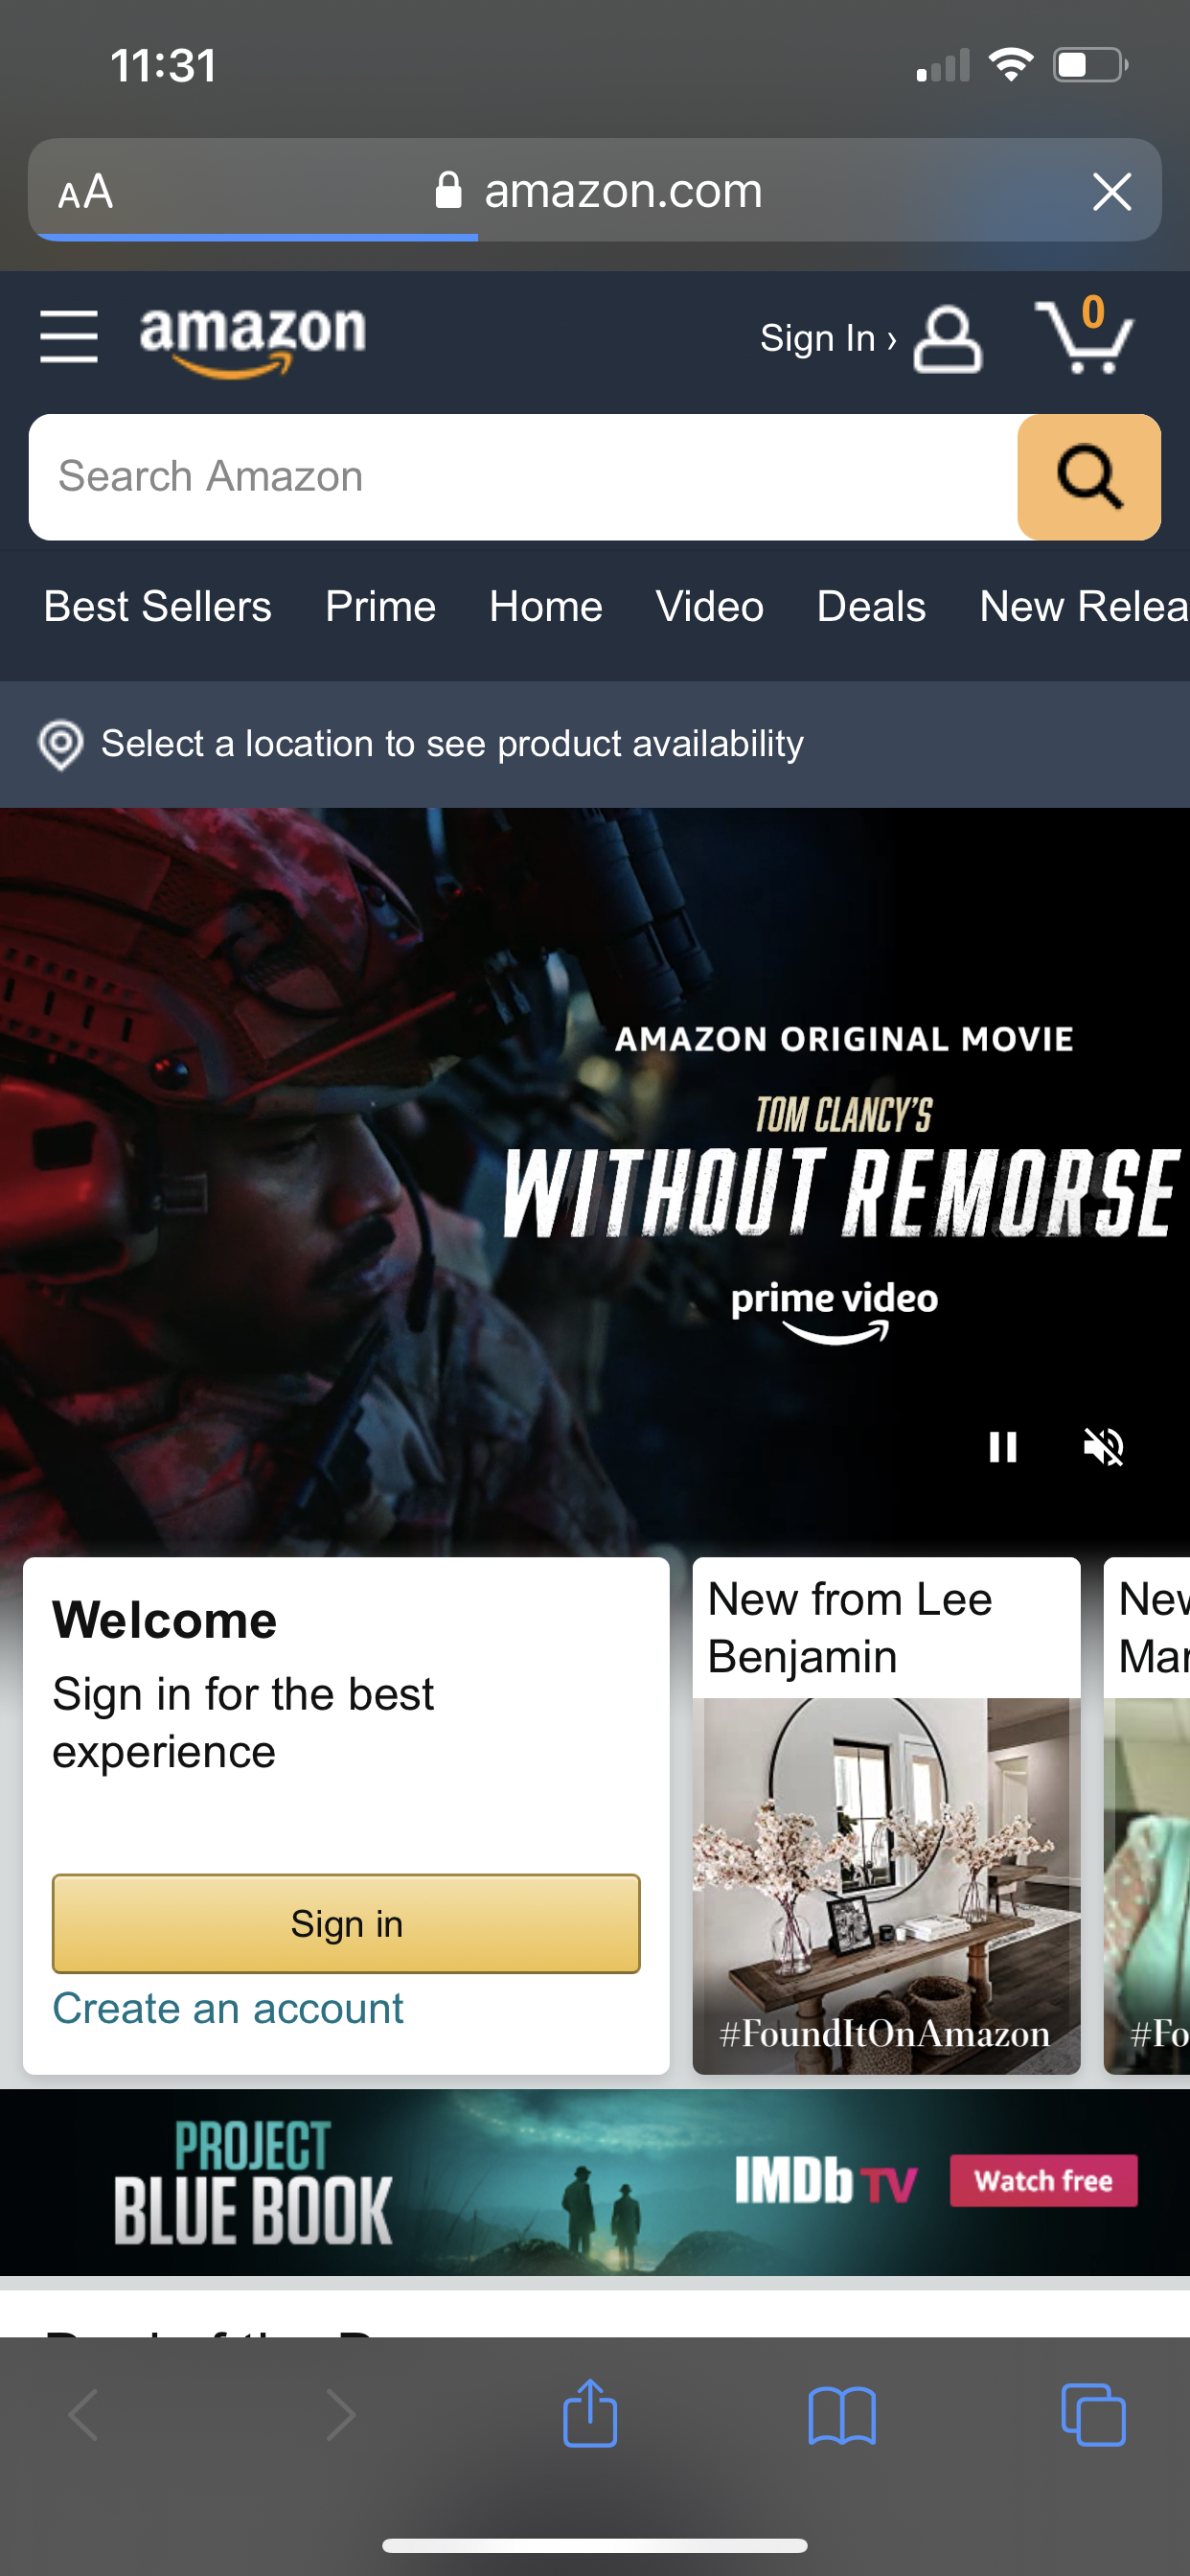 11:31
AA
amazon.com
amazon
Sign In ›
0
Search Amazon
Best Sellers Prime Home Video Deals New Relea
Select a location to see product availability
AMAZON ORIGINAL MOVIE
TOM CLANCY'S
WITHOUT REMORSE
prime video
Welcome
Sign in for the best
experience
Sign in
Create an account
New from Lee
Benjamin
#FoundItOnAmazon
New
Mar
#Fo
PROJECT
BLUE BOOK
IMDb TV
Watch free